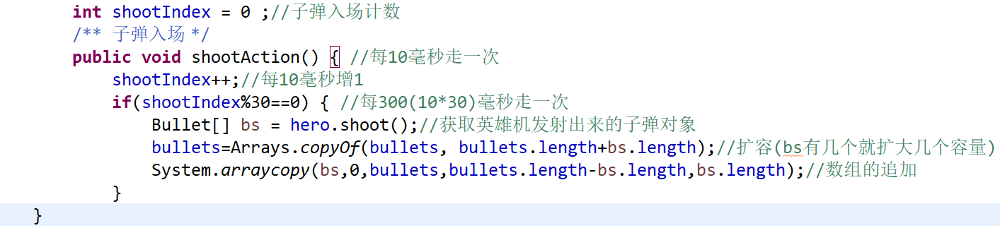 int shootIndex = 0 ;//子弹入场计数
/** 子弹入场 */
public void shootAction() { //每10毫秒走一次
shootIndex++;//每10毫秒增1
if(shootIndex%30==0) { //每300(10*30)毫秒走一次
Bullet[] bs = hero.shoot();//获取英雄机发射出来的子弹对象
bullets=Arrays.copyOf(bullets, bullets.length+bs.length);//扩容(bs有几个就扩大几个容量)
System.arraycopy(bs,0,bullets,bullets.length-bs.length,bs.length);//数组的追加
}
}